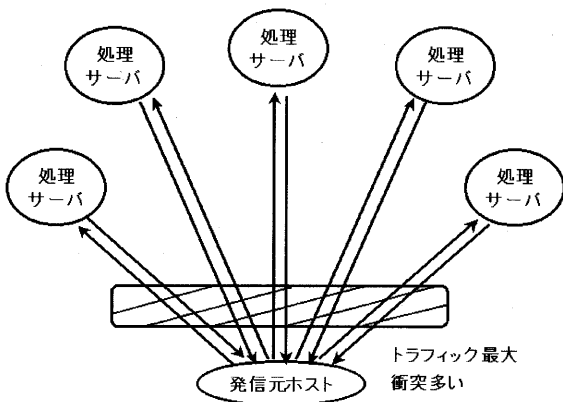 処理
サーバ
処理
サーバ
処理
サーバ
処理
サーバ
処理
サーバ
発信元ホスト
トラフィック最大
衝突多い